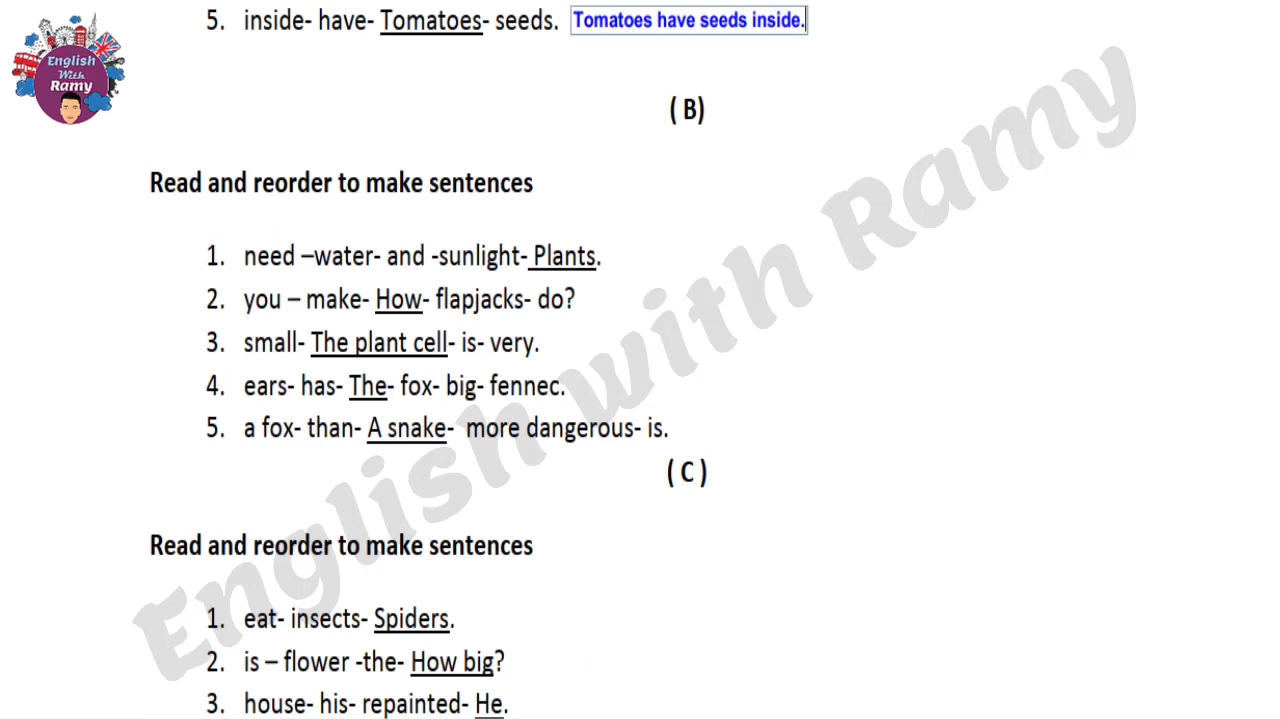 5. inside- have- Tomatoes- seeds. Tomatoes have seeds inside.
English
With
Ramy
( B)
Read and reorder to make sentences
1. need –water- and -sunlight- Plants.
2. you – make- How- flapjacks- do?
3. small- The plant cell- is- very.
4. ears- has- The- fox- big- fennec.
5. a fox- than- A snake- more dangerous- is.
( C )
Read and reorder to make sentences
1. eat- insects- Spiders.
2. is – flower -the- How big?
3. house- his- repainted- He.
English with Ramy